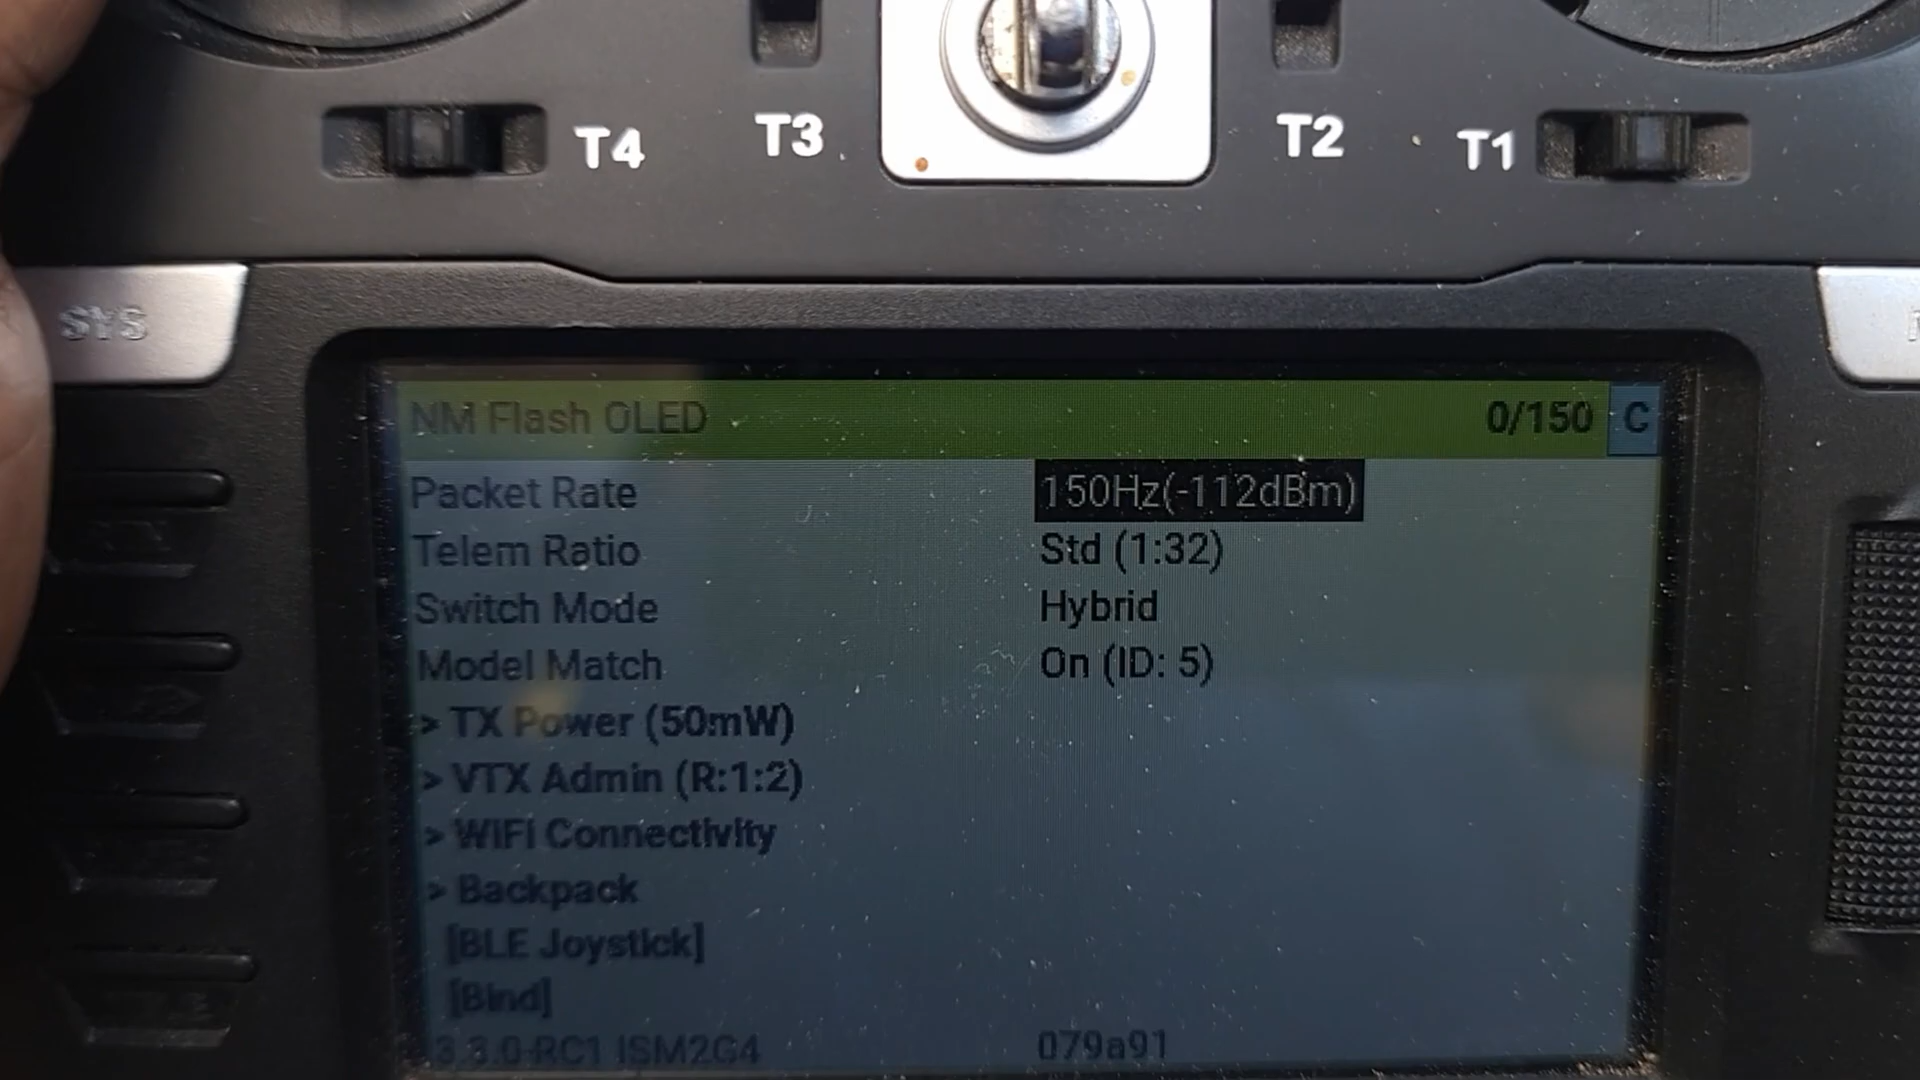 T4
T3
T2
T1
SYS
NM Flash OLED 0/150 C
Packet Rate 150Hz(-112dBm)
Telem Ratio Std (1:32)
Switch Mode Hybrid
Model Match On (ID: 5)
> TX Power (50mW)
> VTX Admin (R:1:2)
> WiFi Connectivity
> Backpack
[BLE Joystick]
[Bind]
3.3.0-RC1 ISM2G4 079a91